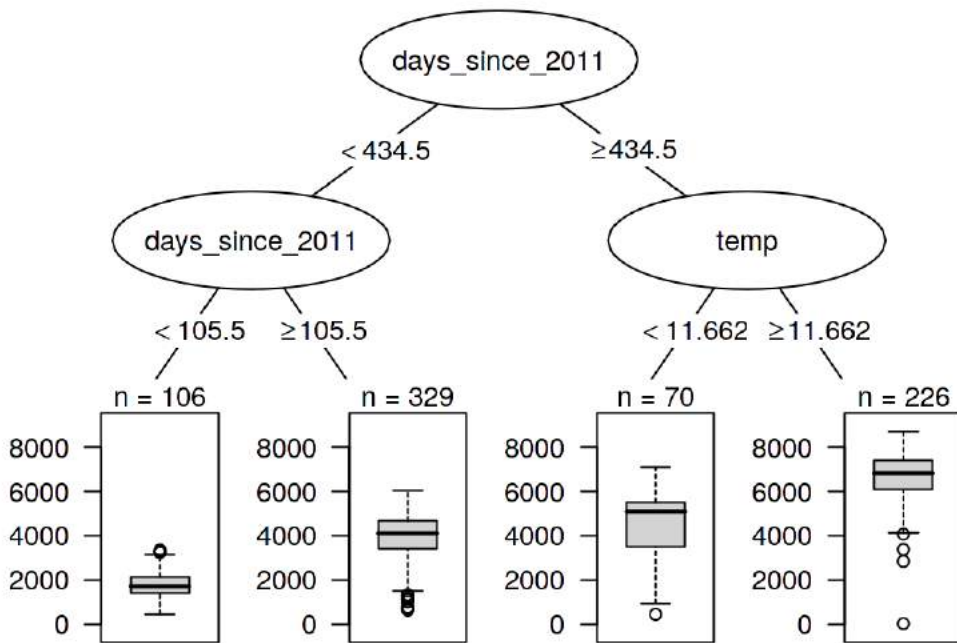 days_since_2011
< 434.5 ≥434.5
days_since_2011 temp
< 105.5 ≥105.5 < 11.662 ≥11.662
n = 106 n = 329 n = 70 n = 226
8000 8000 8000 8000
6000 6000 6000 6000
4000 4000 4000 4000
2000 2000 2000 2000
0 0 0 0